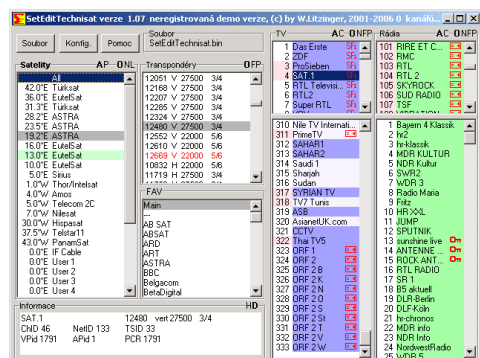 SetEditTechnisat verze 1.07 neregistrovaná demo verze, (c) by W.Litzinger, 2001-2006 0 kanálů...
Soubor Konfig. Pomoc
Soubor
SetEditTechnisat.bin
Satelity AP-0NL
All
42.0°E Türksat
36.0°E EutelSat
31.3°E Türksat
28.2°E ASTRA
23.5°E ASTRA
19.2°E ASTRA
16.0°E EutelSat
13.0°E EutelSat
5.0°E Sirius
1.0°W Thor/Intelsat
4.0°W Amos
5.0°W Telecom 2C
7.0°W Nilesat
30.0°W Hispasat
37.5°W Telstar11
43.0°W PanamSat
0.0°E IF Cable
0.0°E User 1
0.0°E User 2
0.0°E User 3
0.0°E User 4
Transpondéry 0FP
12051 V 27500 3/4
12168 V 27500 3/4
12207 V 27500 3/4
12285 V 27500 3/4
12324 V 27500 3/4
12480 V 27500 3/4
12552 V 22000 5/6
12610 V 22000 5/6
12669 V 22000 5/6
10832 H 22000 5/6
11719 H 27500 3/4
FAV
Main
---
AB SAT
ABSAT
ARD
ART
ASTRA
BBC
Belgacom
BetaDigital
TV AC 0NFP
1 Das Erste
2 ZDF
3 ProSieben
4 SAT.1
5 RTL Televisi...
6 RTL2
7 Super RTL
310 Nile TV Internati...
311 PrimeTV
312 SAHAR1
313 SAHAR2
314 Saudi 1
315 Sharjah
316 Sudan
317 SYRIAN TV
318 TV7 Tunis
319 ASB
320 AsianetUK.com
321 CCTV
322 Thai TV5
323 ORF 1
324 ORF 2
325 ORF 2 B
326 ORF 2 K
327 ORF 2 N
328 ORF 2 O
329 ORF 2 S
330 ORF 2 St
331 ORF 2 T
332 ORF 2 V
333 ORF 2 W
Rádia AC 0NFP
101 RIRE ET C...
102 RMC
103 RTL
104 RTL 2
105 SKYROCK
106 SUD RADIO
107 TSF
1 Bayern 4 Klassik
2 hr2
3 hr-klassik
4 MDR KULTUR
5 NDR Kultur
6 SWR2
7 WDR 3
8 Radio Maria
9 Fritz
10 HR XXL
11 JUMP
12 SPUTNIK
13 sunshine live
14 ANTENNE ...
15 ROCK ANT...
16 RTL RADIO
17 SR 1
18 B5 aktuell
19 DLR-Berlin
20 DLF-Köln
21 hr-chronos
22 MDR info
23 NDR Info
24 NordwestRadio
25 WDR 5
Informace HD-
SAT.1 12480 vert 27500 3/4
ChID 46 NetID 133 TSID 33
VPid 1791 APid 1 PCR 1791